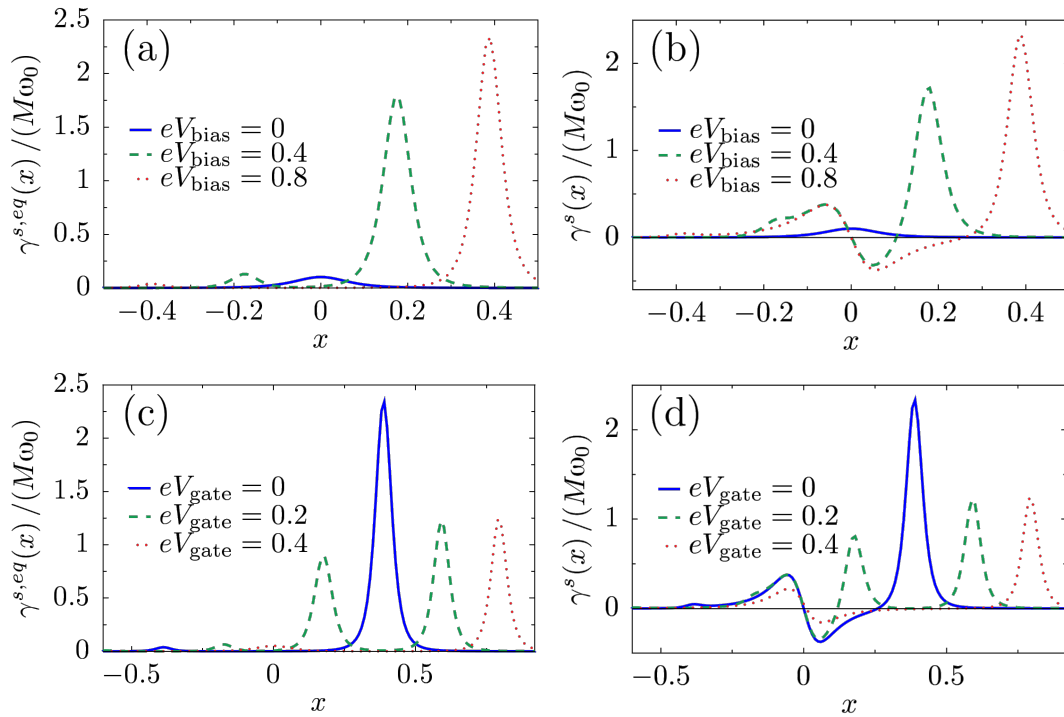 (a)
γ^{s,eq}(x)/(Mω₀)
2.5
2
1.5
1
0.5
0
eV_bias = 0
eV_bias = 0.4
eV_bias = 0.8
−0.4 −0.2 0 0.2 0.4
x
(b)
γ^s(x)/(Mω₀)
2
1
0
eV_bias = 0
eV_bias = 0.4
eV_bias = 0.8
−0.4 −0.2 0 0.2 0.4
x
(c)
γ^{s,eq}(x)/(Mω₀)
2.5
2
1.5
1
0.5
0
eV_gate = 0
eV_gate = 0.2
eV_gate = 0.4
−0.5 0 0.5
x
(d)
γ^s(x)/(Mω₀)
2
1
0
eV_gate = 0
eV_gate = 0.2
eV_gate = 0.4
−0.5 0 0.5
x